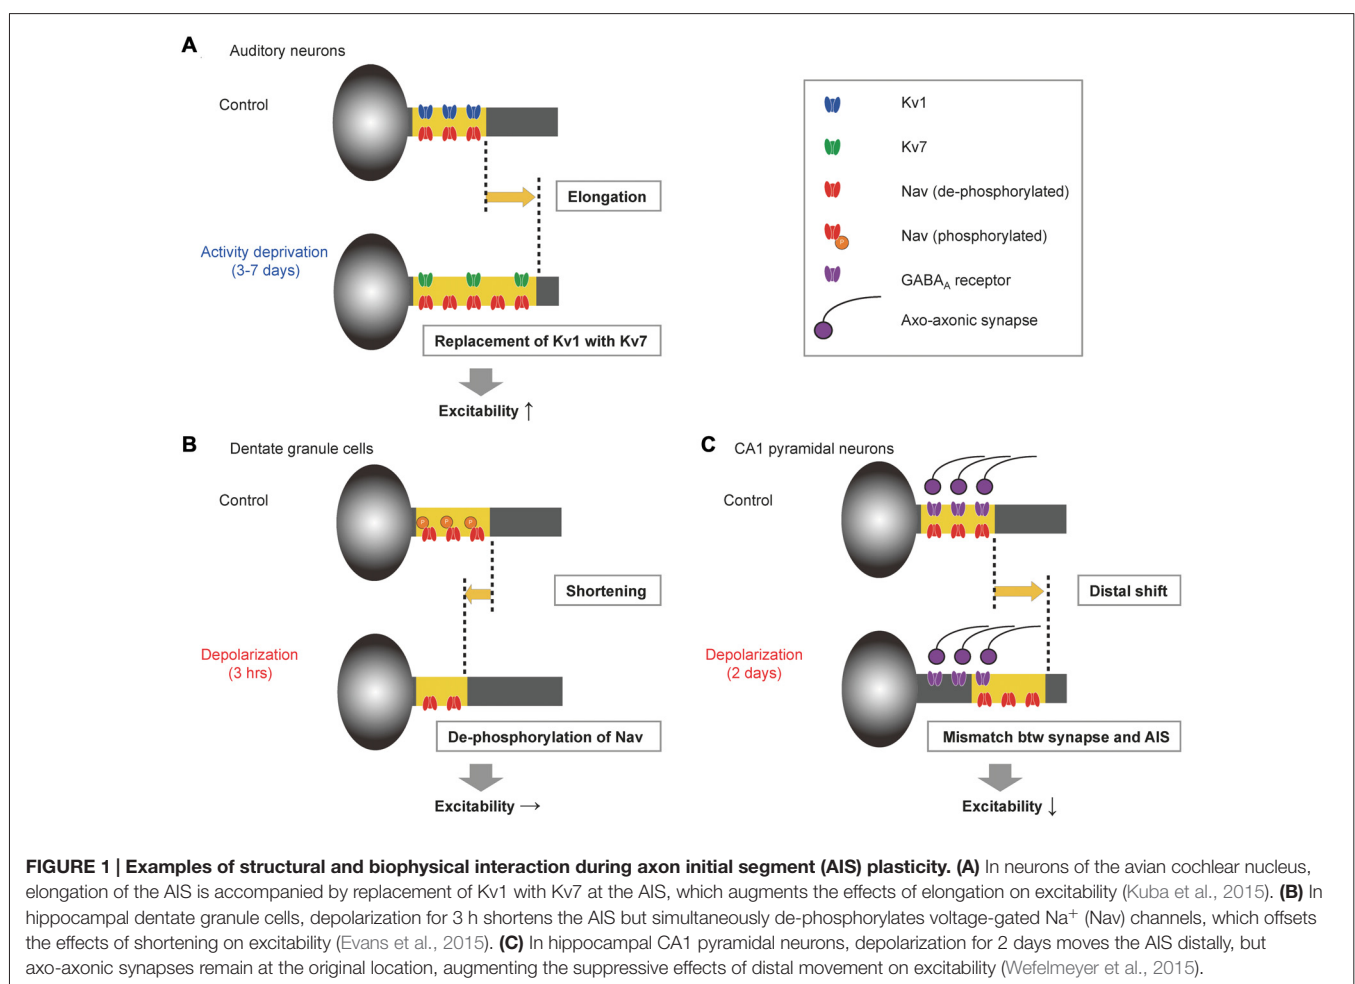 A
Auditory neurons
Control
Elongation
Activity deprivation
(3-7 days)
Replacement of Kv1 with Kv7
Excitability ↑
Kv1
Kv7
Nav (de-phosphorylated)
P
Nav (phosphorylated)
GABAA receptor
Axo-axonic synapse
B
Dentate granule cells
Control
P P P
Shortening
Depolarization
(3 hrs)
De-phosphorylation of Nav
Excitability →
C
CA1 pyramidal neurons
Control
Distal shift
Depolarization
(2 days)
Mismatch btw synapse and AIS
Excitability ↓
FIGURE 1 | Examples of structural and biophysical interaction during axon initial segment (AIS) plasticity. (A) In neurons of the avian cochlear nucleus,
elongation of the AIS is accompanied by replacement of Kv1 with Kv7 at the AIS, which augments the effects of elongation on excitability (Kuba et al., 2015). (B) In
hippocampal dentate granule cells, depolarization for 3 h shortens the AIS but simultaneously de-phosphorylates voltage-gated Na+ (Nav) channels, which offsets
the effects of shortening on excitability (Evans et al., 2015). (C) In hippocampal CA1 pyramidal neurons, depolarization for 2 days moves the AIS distally, but
axo-axonic synapses remain at the original location, augmenting the suppressive effects of distal movement on excitability (Wefelmeyer et al., 2015).